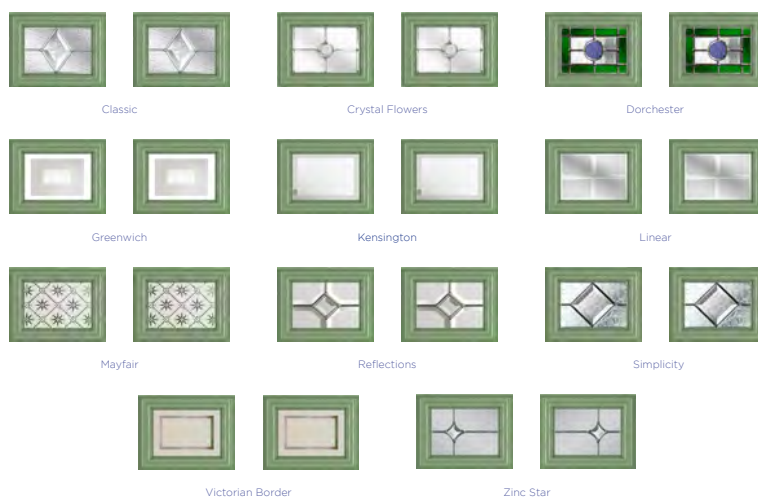 Classic
Crystal Flowers
Dorchester
Greenwich
Kensington
Linear
Mayfair
Reflections
Simplicity
Victorian Border
Zinc Star